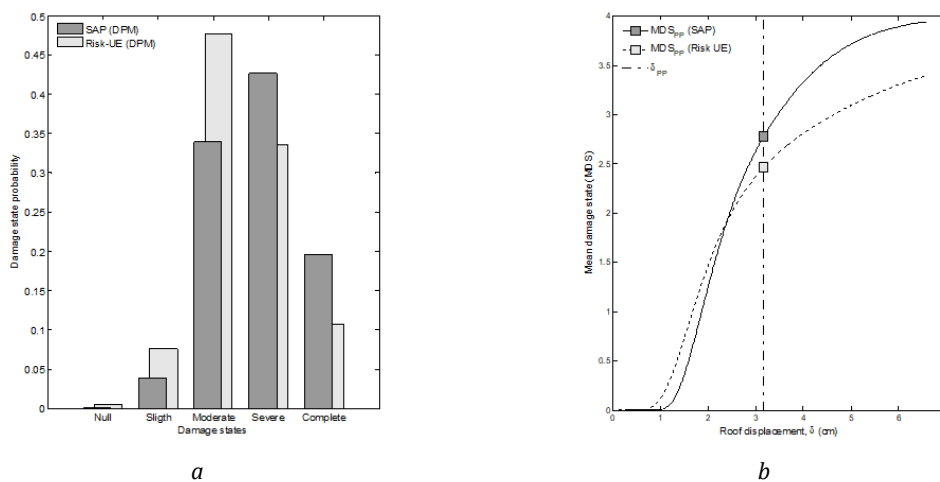 0.5
0.45
0.4
0.35
0.3
0.25
0.2
0.15
0.1
0.05
0
Damage state probability
SAP (DPM)
Risk-UE (DPM)
Null Sligth Moderate Severe Complete
Damage states
a
4
3.5
3
2.5
2
1.5
1
0.5
0
Mean damage state (MDS)
MDSpp (SAP)
MDSpp (Risk UE)
δpp
0 1 2 3 4 5 6
Roof displacement, δ (cm)
b